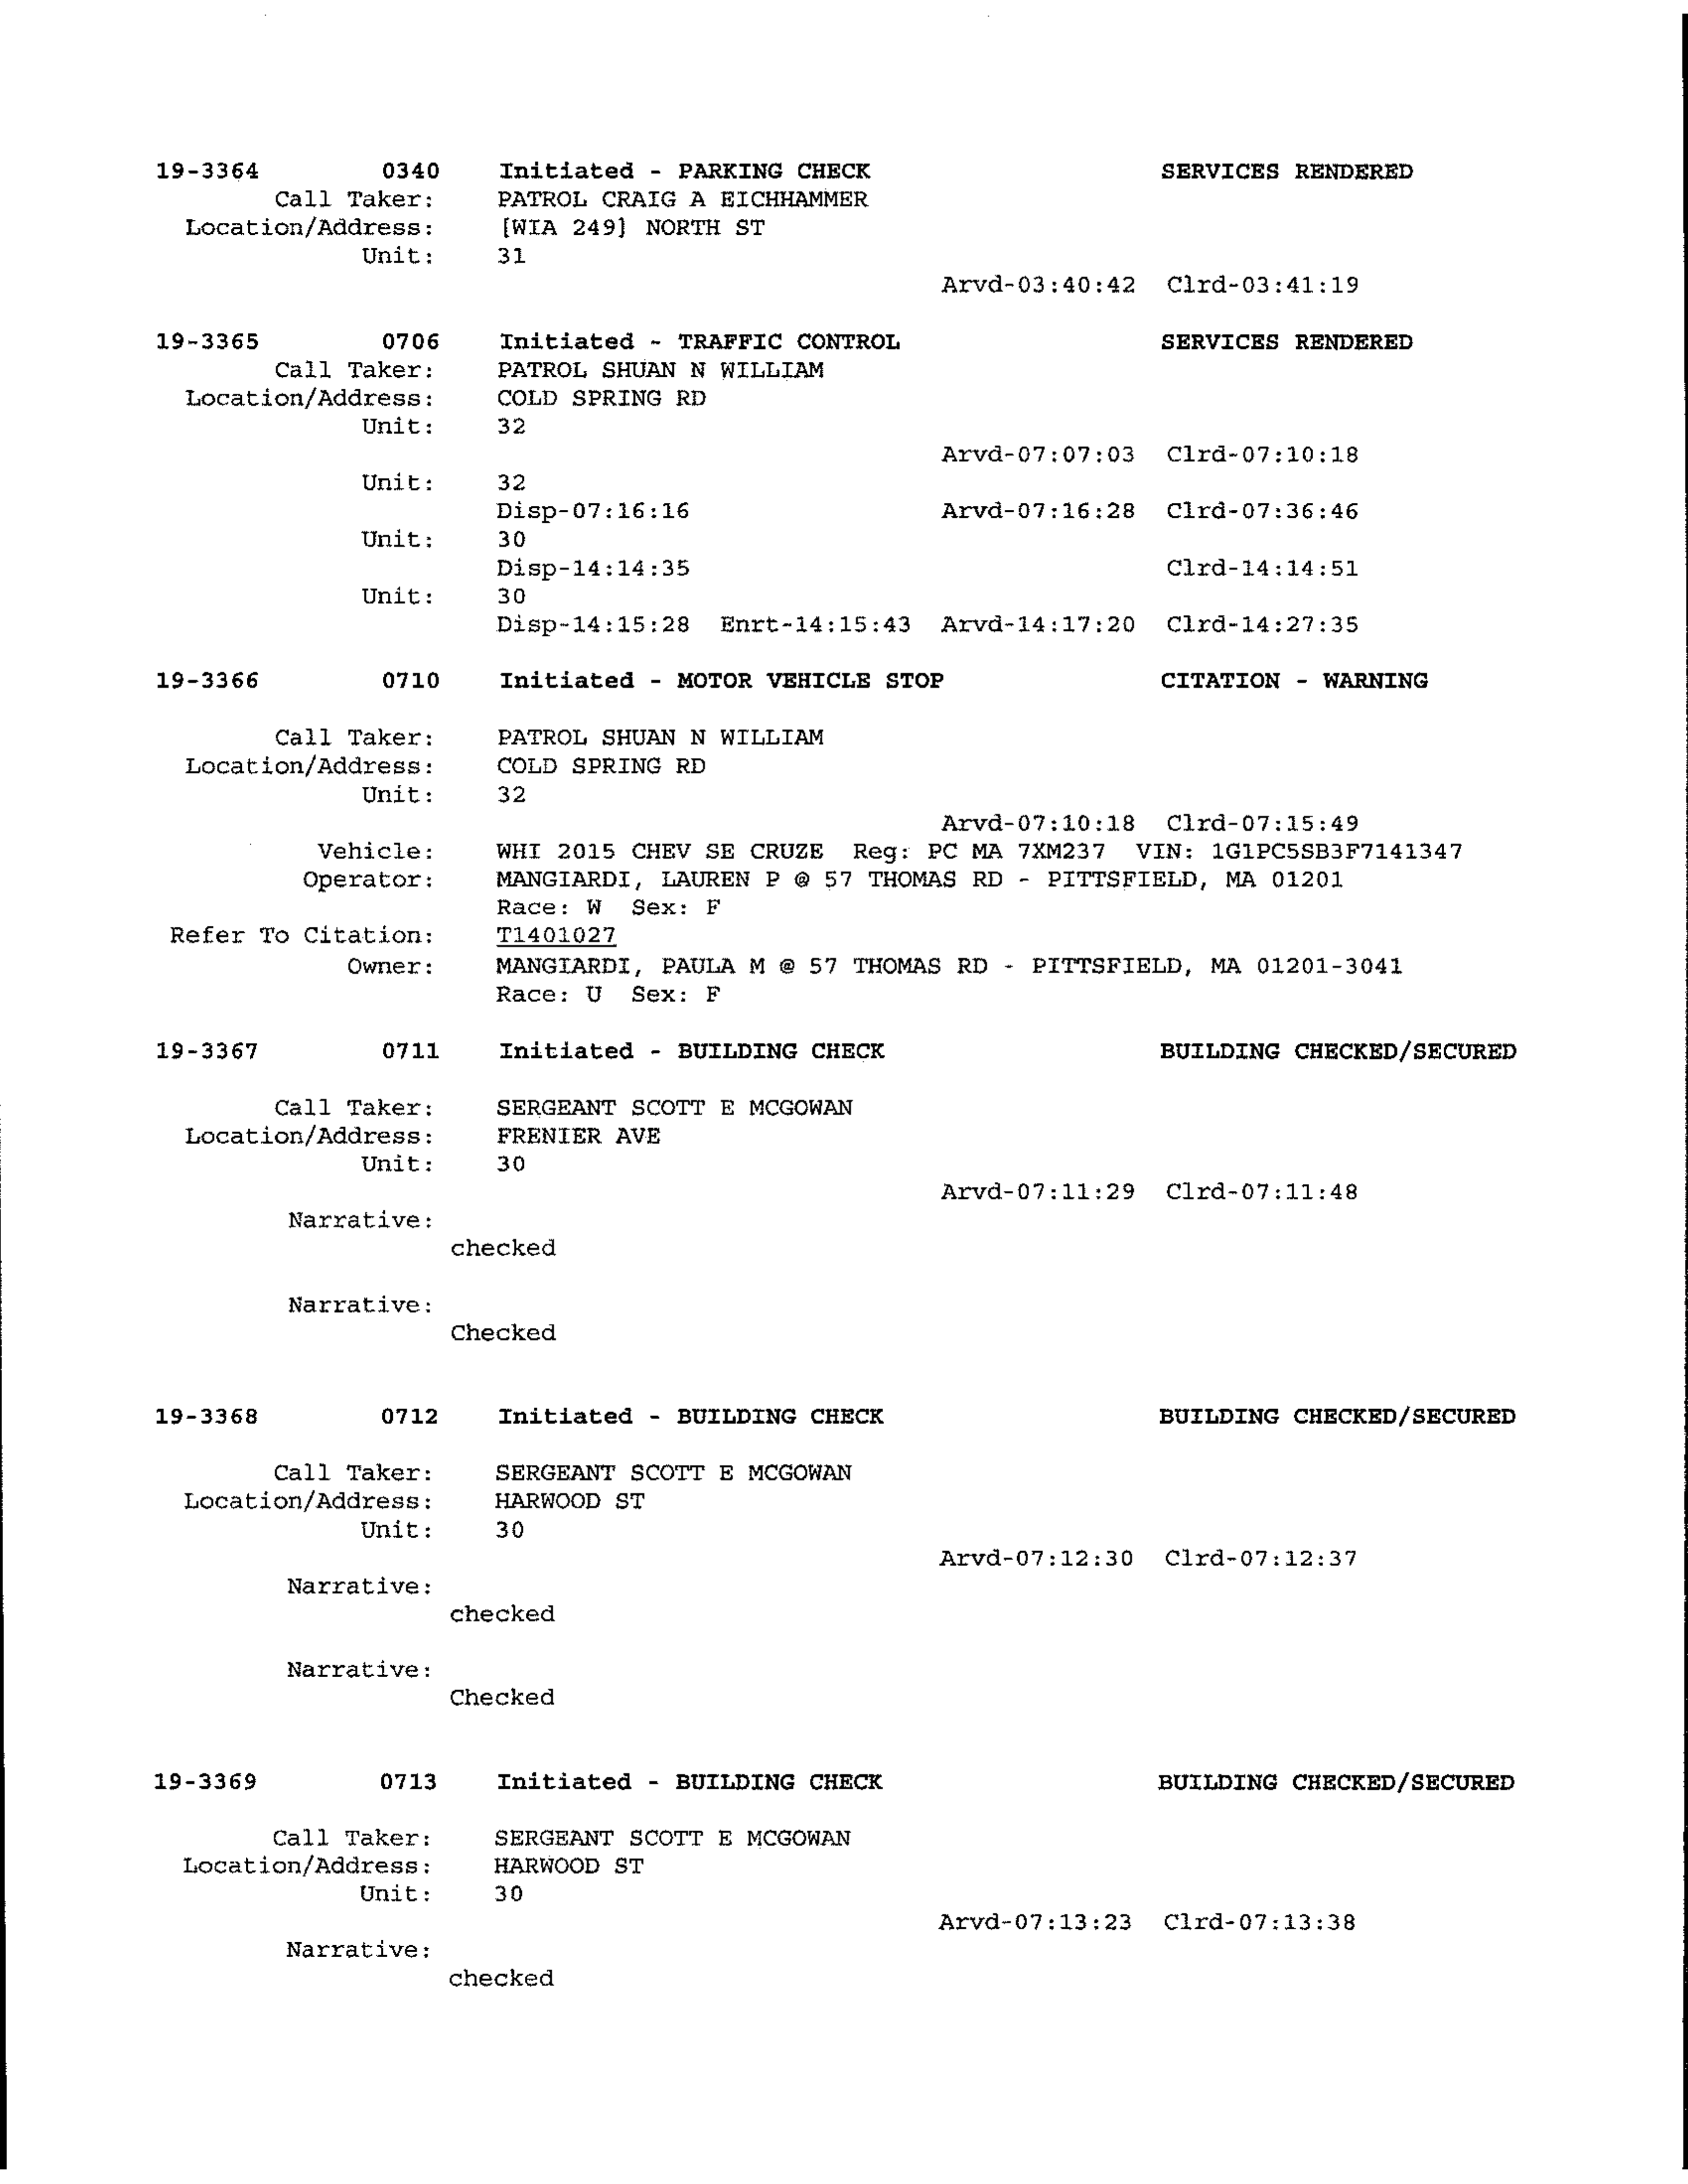 19-3364 0340 Initiated - PARKING CHECK SERVICES RENDERED
Call Taker: PATROL CRAIG A EICHHAMMER
Location/Address: [WIA 249] NORTH ST
Unit: 31
Arvd-03:40:42 Clrd-03:41:19
19-3365 0706 Initiated - TRAFFIC CONTROL SERVICES RENDERED
Call Taker: PATROL SHUAN N WILLIAM
Location/Address: COLD SPRING RD
Unit: 32
Arvd-07:07:03 Clrd-07:10:18
Unit: 32
Disp-07:16:16 Arvd-07:16:28 Clrd-07:36:46
Unit: 30
Disp-14:14:35 Clrd-14:14:51
Unit: 30
Disp-14:15:28 Enrt-14:15:43 Arvd-14:17:20 Clrd-14:27:35
19-3366 0710 Initiated - MOTOR VEHICLE STOP CITATION - WARNING
Call Taker: PATROL SHUAN N WILLIAM
Location/Address: COLD SPRING RD
Unit: 32
Arvd-07:10:18 Clrd-07:15:49
Vehicle: WHI 2015 CHEV SE CRUZE Reg: PC MA 7XM237 VIN: 1G1PC5SB3F7141347
Operator: MANGIARDI, LAUREN P @ 57 THOMAS RD - PITTSFIELD, MA 01201
Race: W Sex: F
Refer To Citation: T1401027
Owner: MANGIARDI, PAULA M @ 57 THOMAS RD - PITTSFIELD, MA 01201-3041
Race: U Sex: F
19-3367 0711 Initiated - BUILDING CHECK BUILDING CHECKED/SECURED
Call Taker: SERGEANT SCOTT E MCGOWAN
Location/Address: FRENIER AVE
Unit: 30
Arvd-07:11:29 Clrd-07:11:48
Narrative:
checked
Narrative:
Checked
19-3368 0712 Initiated - BUILDING CHECK BUILDING CHECKED/SECURED
Call Taker: SERGEANT SCOTT E MCGOWAN
Location/Address: HARWOOD ST
Unit: 30
Arvd-07:12:30 Clrd-07:12:37
Narrative:
checked
Narrative:
Checked
19-3369 0713 Initiated - BUILDING CHECK BUILDING CHECKED/SECURED
Call Taker: SERGEANT SCOTT E MCGOWAN
Location/Address: HARWOOD ST
Unit: 30
Arvd-07:13:23 Clrd-07:13:38
Narrative:
checked